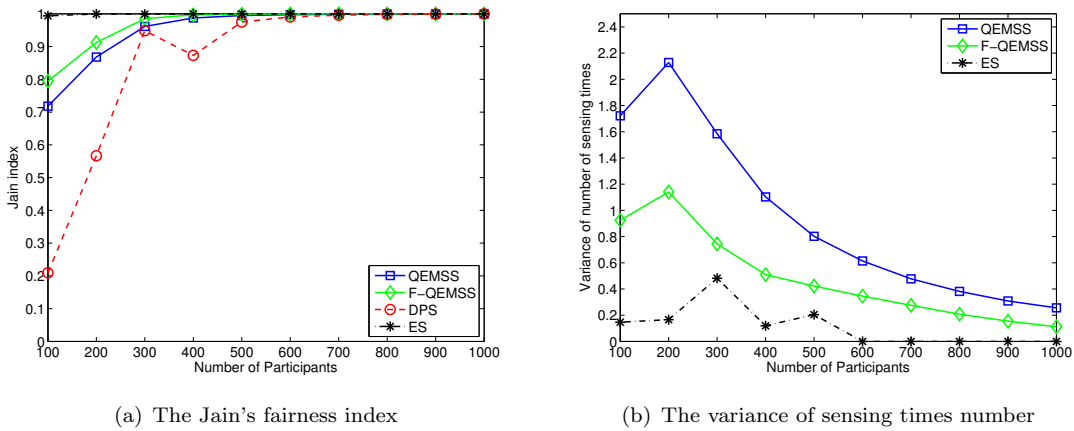 1
0.9
0.8
0.7
0.6
0.5
0.4
0.3
0.2
0.1
0
Jain index
100 200 300 400 500 600 700 800 900 1000
Number of Participants
QEMSS
F-QEMSS
DPS
ES
(a) The Jain's fairness index
2.4
2.2
2
1.8
1.6
1.4
1.2
1
0.8
0.6
0.4
0.2
0
Variance of number of sensing times
100 200 300 400 500 600 700 800 900 1000
Number of Participants
QEMSS
F-QEMSS
ES
(b) The variance of sensing times number